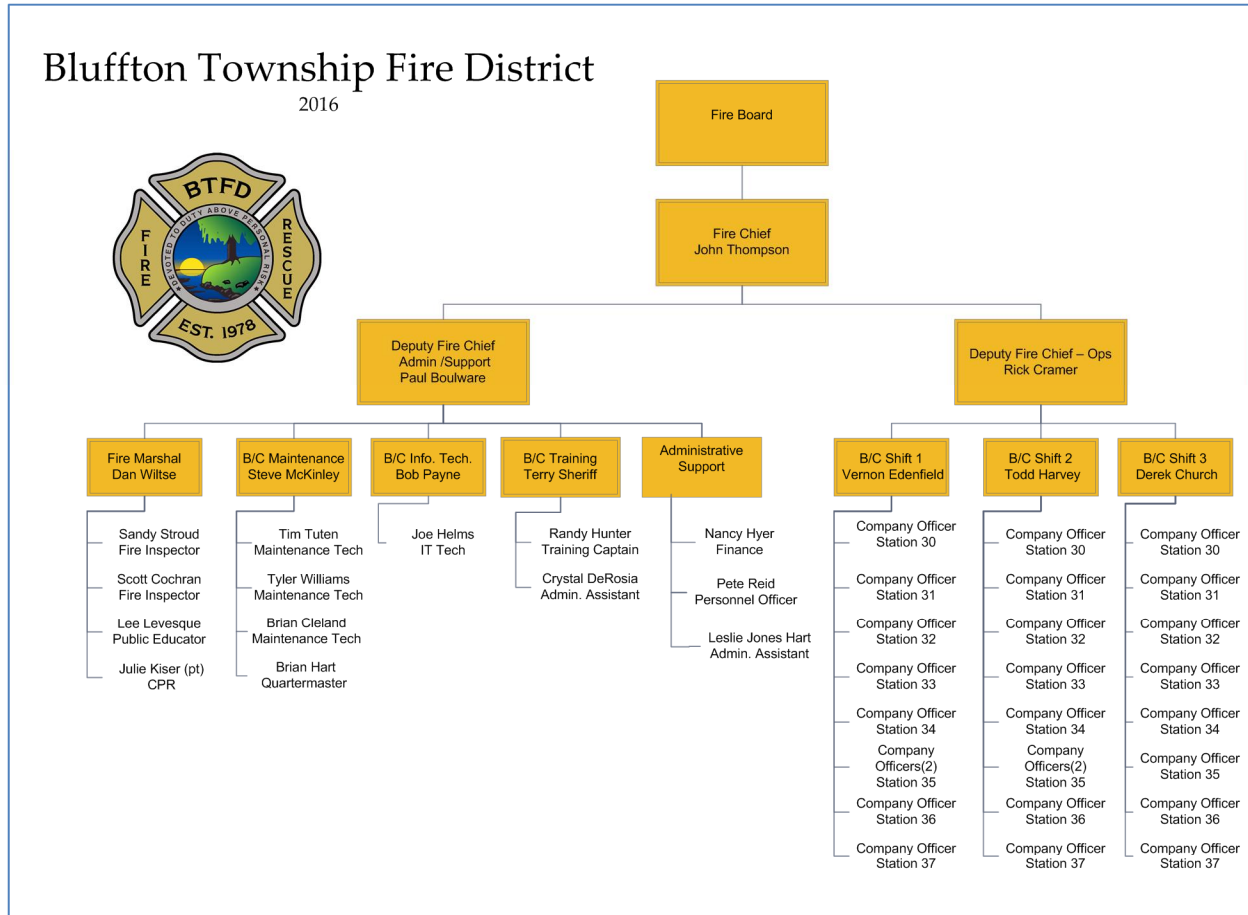 Bluffton Township Fire District
2016
BTFD
FIRE
RESCUE
DEVOTED TO DUTY ABOVE PERSONAL RISK
EST. 1978
Fire Board
Fire Chief
John Thompson
Deputy Fire Chief
Admin /Support
Paul Boulware
Deputy Fire Chief – Ops
Rick Cramer
Fire Marshal
Dan Wiltse
Sandy Stroud
Fire Inspector
Scott Cochran
Fire Inspector
Lee Levesque
Public Educator
Julie Kiser (pt)
CPR
B/C Maintenance
Steve McKinley
Tim Tuten
Maintenance Tech
Tyler Williams
Maintenance Tech
Brian Cleland
Maintenance Tech
Brian Hart
Quartermaster
B/C Info. Tech.
Bob Payne
Joe Helms
IT Tech
B/C Training
Terry Sheriff
Randy Hunter
Training Captain
Crystal DeRosia
Admin. Assistant
Administrative
Support
Nancy Hyer
Finance
Pete Reid
Personnel Officer
Leslie Jones Hart
Admin. Assistant
B/C Shift 1
Vernon Edenfield
Company Officer
Station 30
Company Officer
Station 31
Company Officer
Station 32
Company Officer
Station 33
Company Officer
Station 34
Company
Officers(2)
Station 35
Company Officer
Station 36
Company Officer
Station 37
B/C Shift 2
Todd Harvey
Company Officer
Station 30
Company Officer
Station 31
Company Officer
Station 32
Company Officer
Station 33
Company Officer
Station 34
Company
Officers(2)
Station 35
Company Officer
Station 36
Company Officer
Station 37
B/C Shift 3
Derek Church
Company Officer
Station 30
Company Officer
Station 31
Company Officer
Station 32
Company Officer
Station 33
Company Officer
Station 34
Company Officer
Station 35
Company Officer
Station 36
Company Officer
Station 37